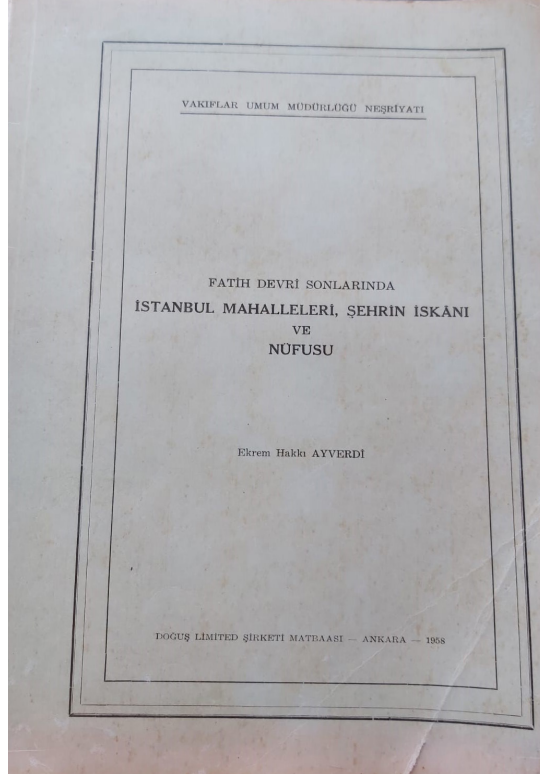 VAKIFLAR UMUM MÜDÜRLÜĞÜ NEŞRİYATI
FATİH DEVRİ SONLARINDA
İSTANBUL MAHALLELERİ, ŞEHRİN İSKÂNI
VE
NÜFUSU
Ekrem Hakkı AYVERDİ
DOĞUŞ LİMİTED ŞİRKETİ MATBAASI — ANKARA — 1958